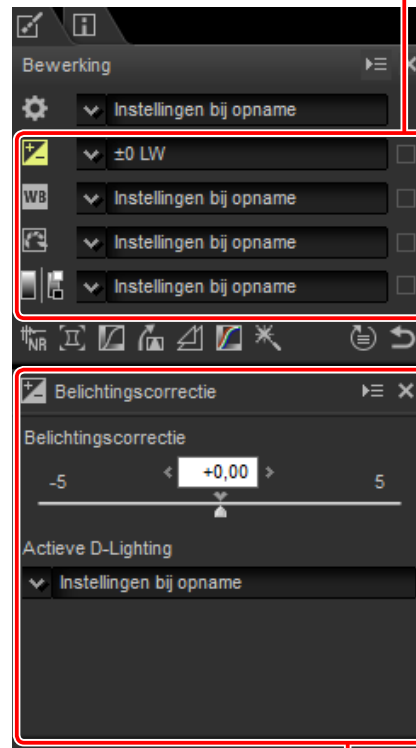 Bewerking
Instellingen bij opname
±0 LW
WB
Instellingen bij opname
Instellingen bij opname
Instellingen bij opname
NR
Belichtingscorrectie
Belichtingscorrectie
-5 +0,00 5
Actieve D-Lighting
Instellingen bij opname